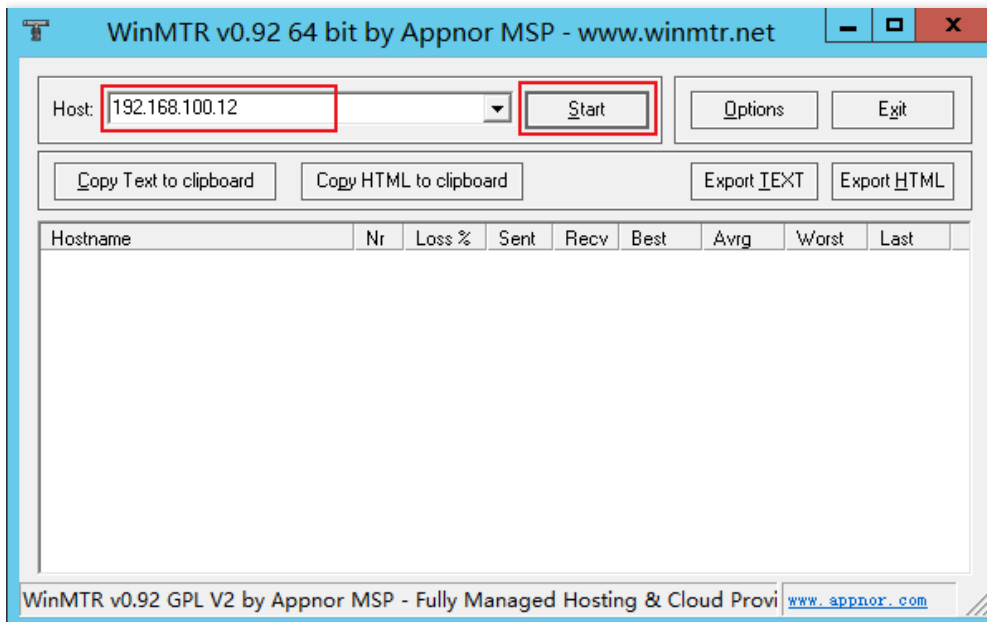 WinMTR v0.92 64 bit by Appnor MSP - www.winmtr.net
Host: 192.168.100.12 Start Options Exit
Copy Text to clipboard Copy HTML to clipboard Export TEXT Export HTML
Hostname Nr Loss % Sent Recv Best Avrg Worst Last
WinMTR v0.92 GPL V2 by Appnor MSP - Fully Managed Hosting & Cloud Provi www.appnor.com